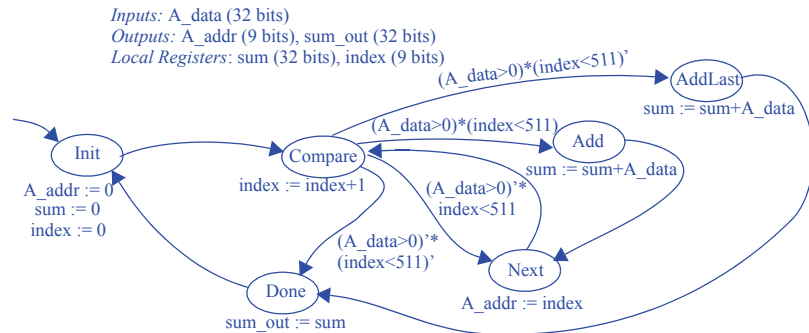 Inputs: A_data (32 bits)
Outputs: A_addr (9 bits), sum_out (32 bits)
Local Registers: sum (32 bits), index (9 bits)
(A_data>0)*(index<511)’
AddLast
sum := sum+A_data
(A_data>0)*(index<511)
Add
sum := sum+A_data
Init
A_addr := 0
sum := 0
index := 0
Compare
index := index+1
(A_data>0)’*
index<511
(A_data>0)’*
(index<511)’
Next
A_addr := index
Done
sum_out := sum